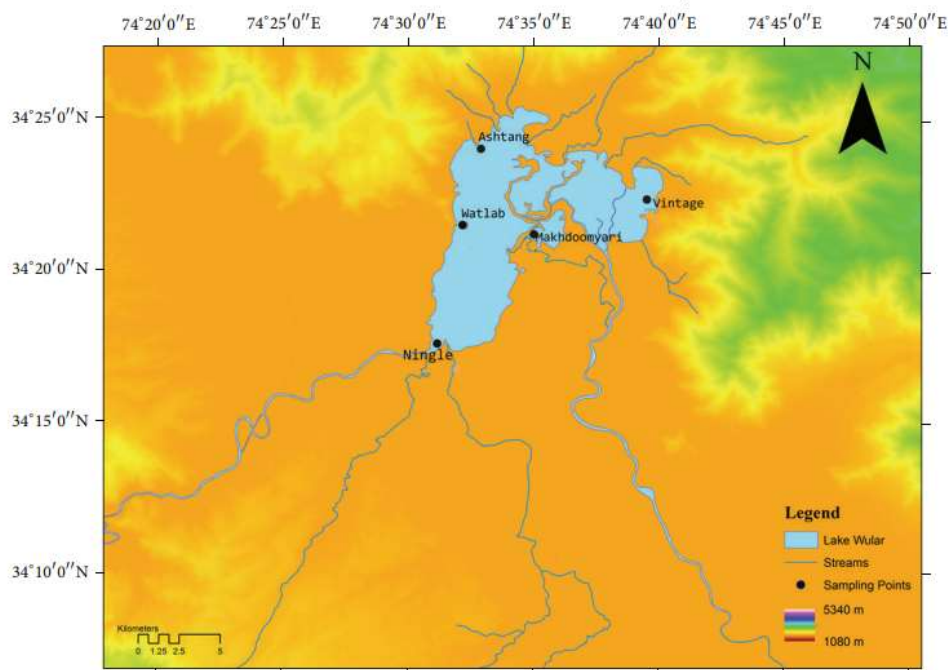 74°20′0″E 74°25′0″E 74°30′0″E 74°35′0″E 74°40′0″E 74°45′0″E 74°50′0″E
N
34°25′0″N
Ashtang
Vintage
Watlab
Makhdoomyari
34°20′0″N
Ningle
34°15′0″N
Legend
Lake Wular
Streams
34°10′0″N
Sampling Points
5340 m
Kilometers
1080 m
0 1.25 2.5 5